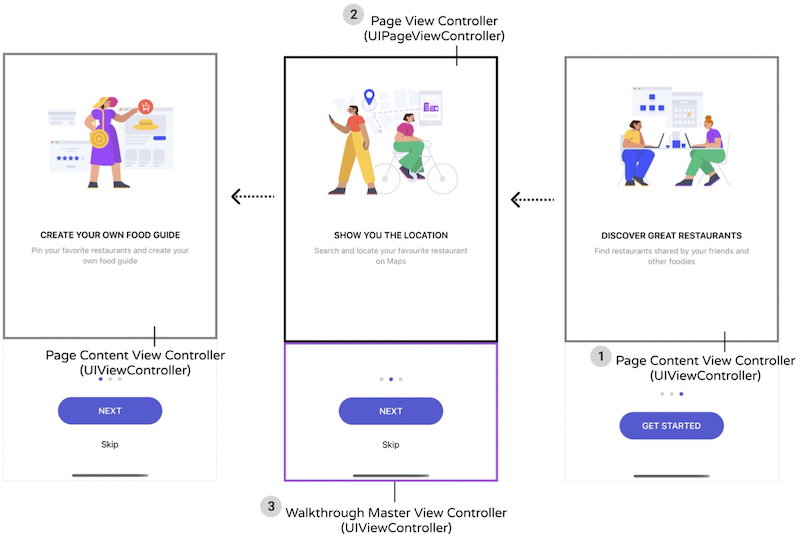 2 Page View Controller
(UIPageViewController)
CREATE YOUR OWN FOOD GUIDE
Pin your favorite restaurants and create your
own food guide
Page Content View Controller
(UIViewController)
NEXT
Skip
SHOW YOU THE LOCATION
Search and locate your favourite restaurant
on Maps
NEXT
Skip
3 Walkthrough Master View Controller
(UIViewController)
DISCOVER GREAT RESTAURANTS
Find restaurants shared by your friends and
other foodies
1 Page Content View Controller
(UIViewController)
GET STARTED